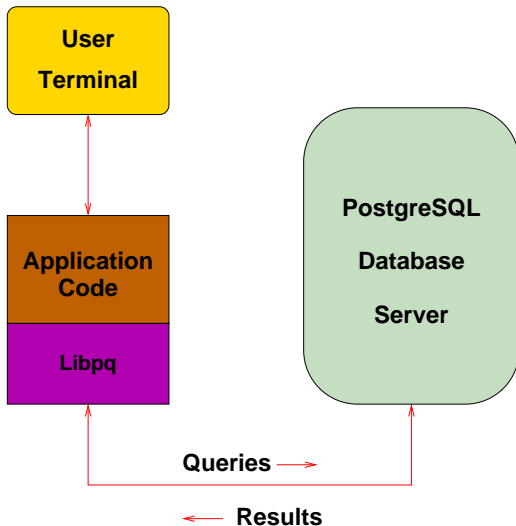 User
Terminal
Application
Code
Libpq
PostgreSQL
Database
Server
Queries
Results